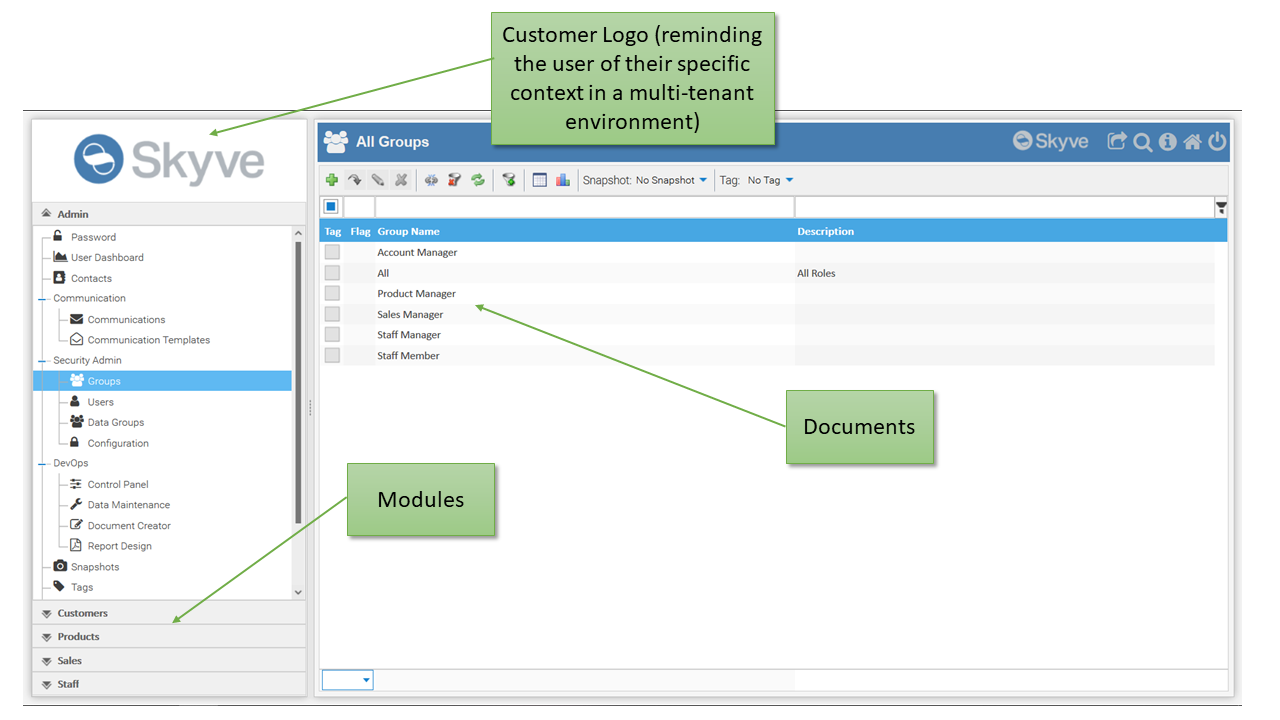 Customer Logo (reminding
the user of their specific
context in a multi-tenant
environment)
Skyve
All Groups
Skyve
Snapshot: No Snapshot Tag: No Tag
Admin
Password
User Dashboard
Contacts
Communication
Communications
Communication Templates
Security Admin
Groups
Users
Data Groups
Configuration
DevOps
Control Panel
Data Maintenance
Document Creator
Report Design
Snapshots
Tags
Customers
Products
Sales
Staff
Tag Flag Group Name Description
Account Manager
All All Roles
Product Manager
Sales Manager
Staff Manager
Staff Member
Documents
Modules